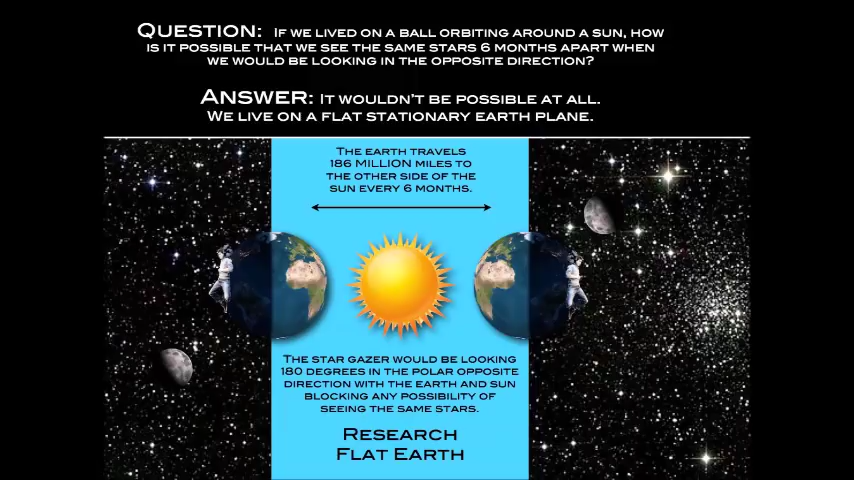 QUESTION: IF WE LIVED ON A BALL ORBITING AROUND A SUN, HOW
IS IT POSSIBLE THAT WE SEE THE SAME STARS 6 MONTHS APART WHEN
WE WOULD BE LOOKING IN THE OPPOSITE DIRECTION?
ANSWER: IT WOULDN'T BE POSSIBLE AT ALL.
WE LIVE ON A FLAT STATIONARY EARTH PLANE.
THE EARTH TRAVELS
186 MILLION MILES TO
THE OTHER SIDE OF THE
SUN EVERY 6 MONTHS.
THE STAR GAZER WOULD BE LOOKING
180 DEGREES IN THE POLAR OPPOSITE
DIRECTION WITH THE EARTH AND SUN
BLOCKING ANY POSSIBILITY OF
SEEING THE SAME STARS.
RESEARCH
FLAT EARTH